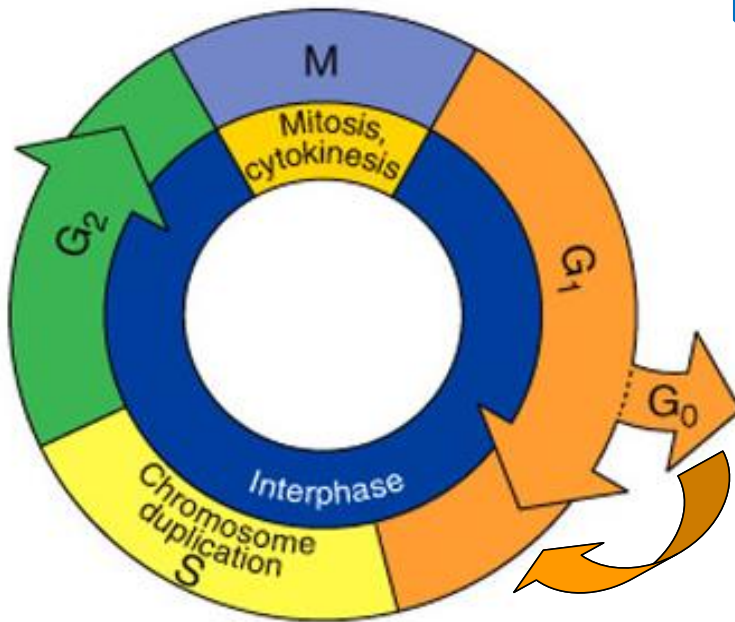 M
Mitosis,
cytokinesis
G₁
G₀
G₂
Interphase
Chromosome
duplication
S